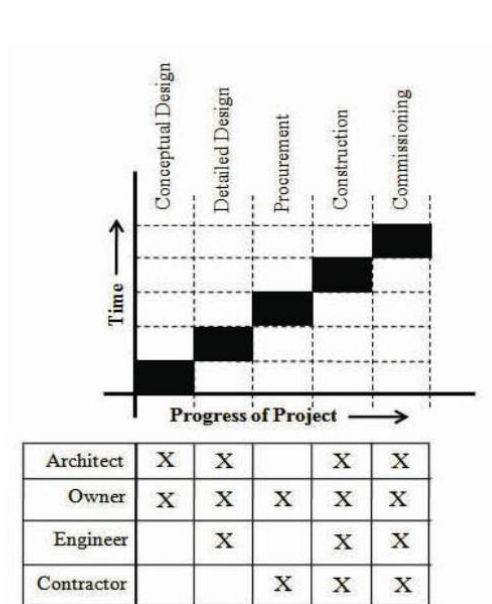 Conceptual Design
Detailed Design
Procurement
Construction
Commissioning
Time
Progress of Project
Architect X X X X
Owner X X X X X
Engineer X X X
Contractor X X X